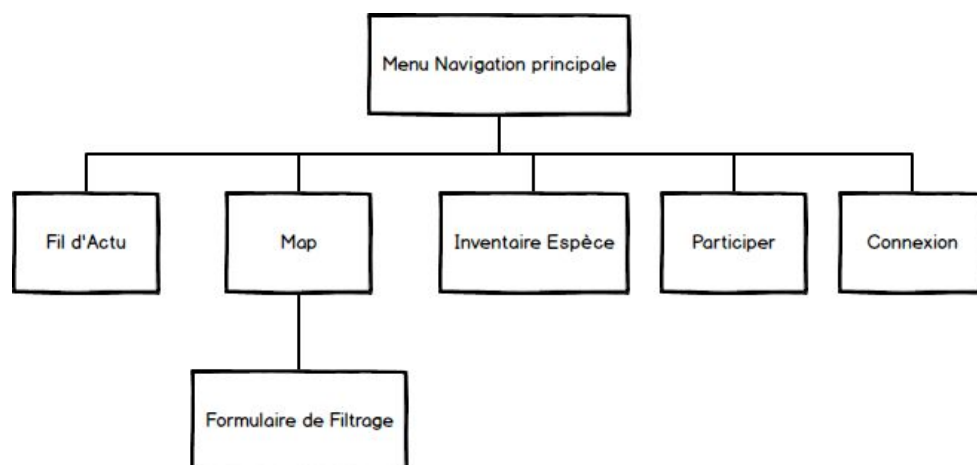 Menu Navigation principale
Fil d'Actu
Map
Inventaire Espèce
Participer
Connexion
Formulaire de Filtrage